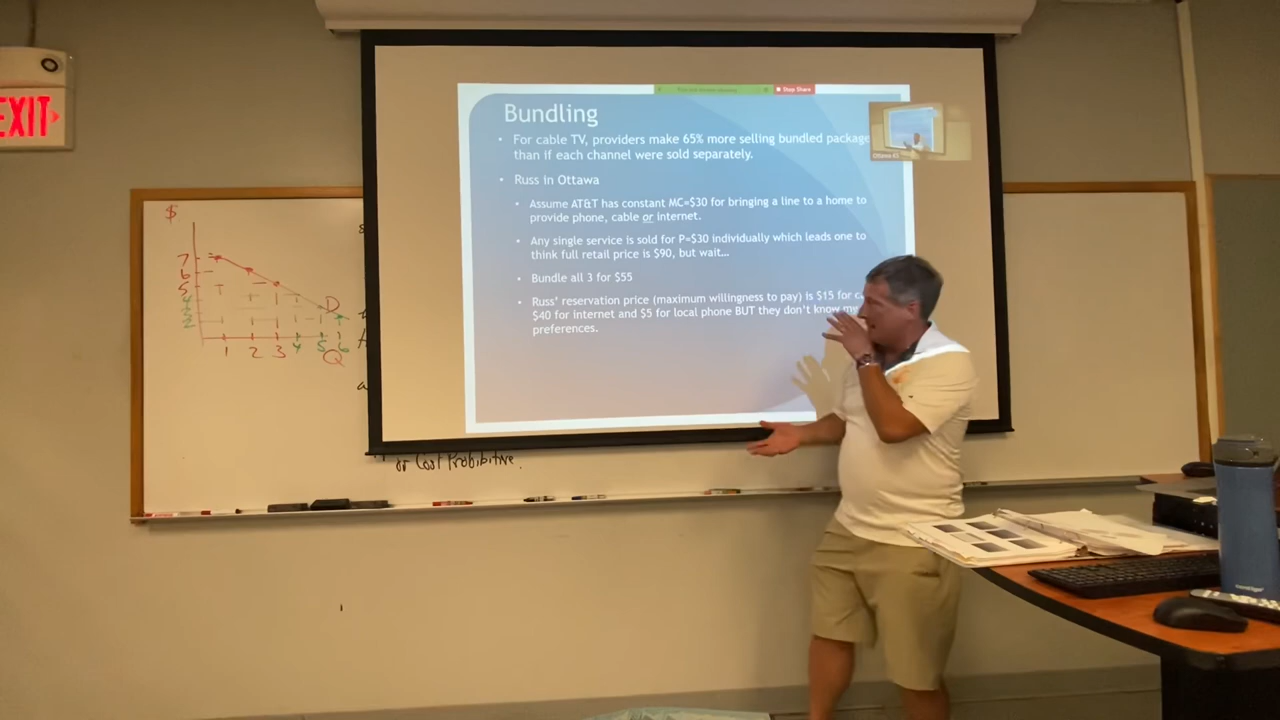 EXIT
$
7
6
5
D
1 2 3 4 5 6
Q
or Cost Prohibitive.
Stop Share
Bundling
• For cable TV, providers make 65% more selling bundled package
than if each channel were sold separately.
• Russ in Ottawa
• Assume AT&T has constant MC=$30 for bringing a line to a home to
provide phone, cable or internet.
• Any single service is sold for P=$30 individually which leads one to
think full retail price is $90, but wait…
• Bundle all 3 for $55
• Russ' reservation price (maximum willingness to pay) is $15 for
$40 for internet and $5 for local phone BUT they don't know my
preferences.